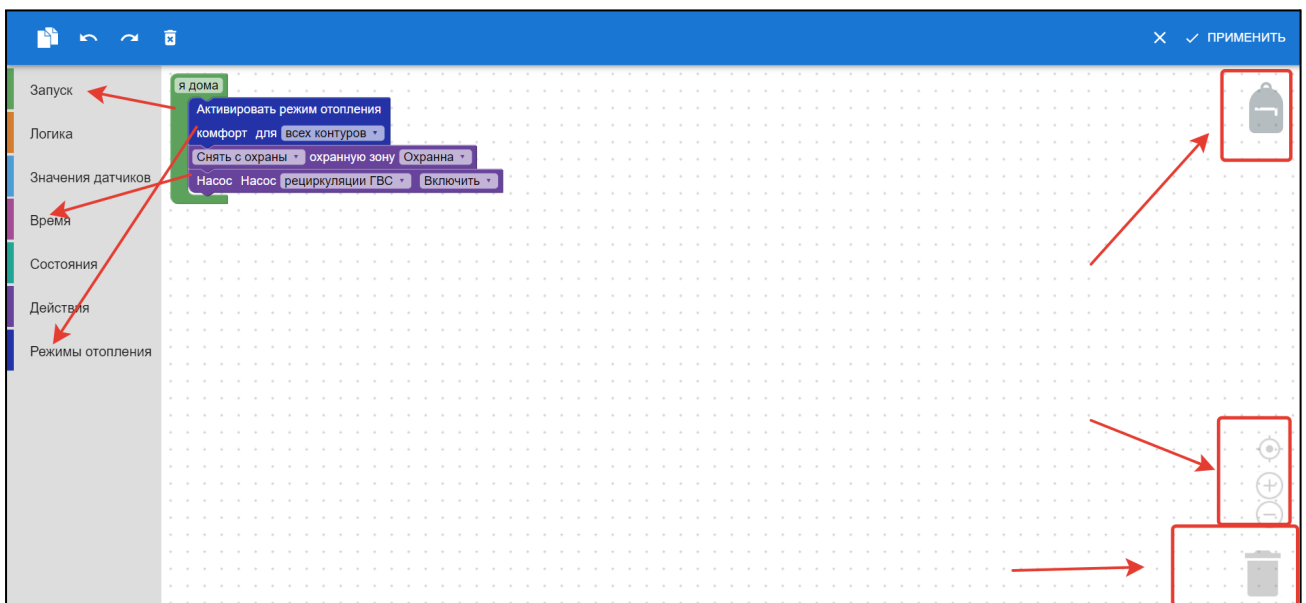 ПРИМЕНИТЬ
Запуск
Логика
Значения датчиков
Время
Состояния
Действия
Режимы отопления
я дома
Активировать режим отопления
комфорт для всех контуров
Снять с охраны охранную зону Охранна
Насос Насос рециркуляции ГВС Включить